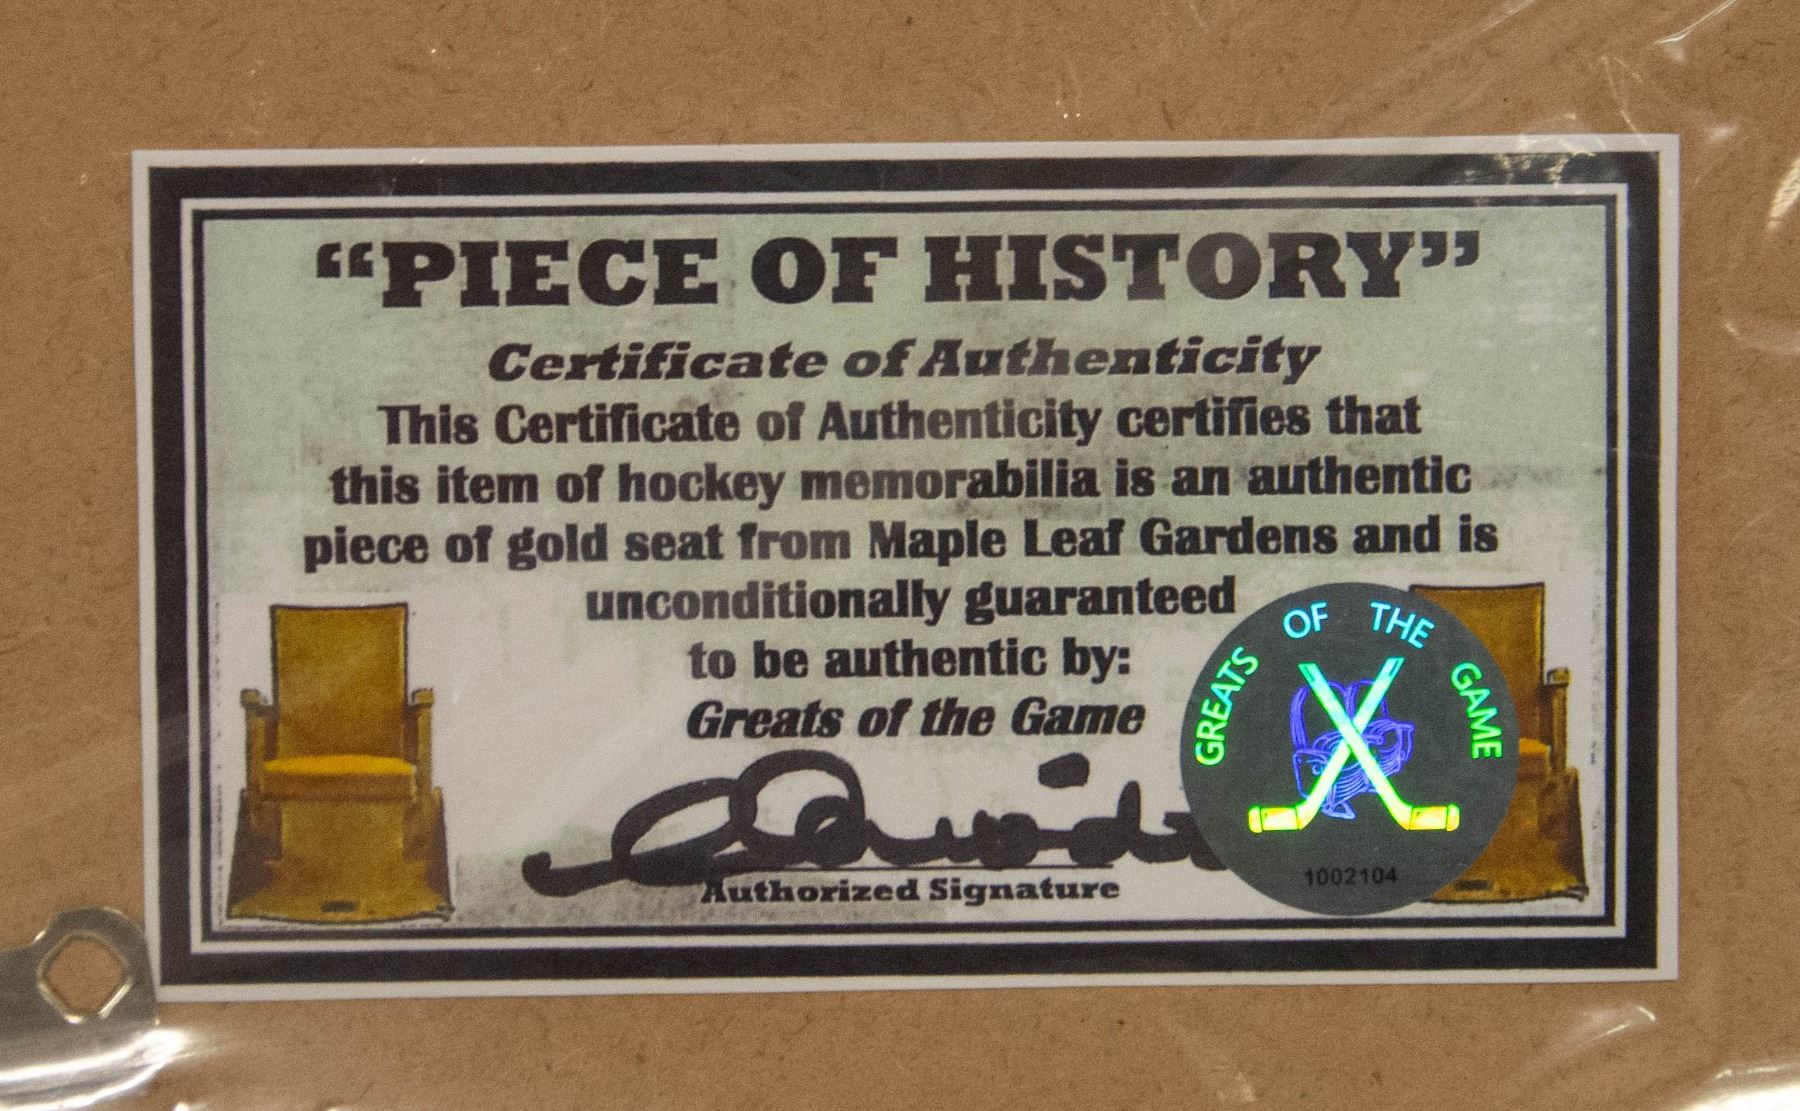 “PIECE OF HISTORY”
Certificate of Authenticity
This Certificate of Authenticity certifies that
this item of hockey memorabilia is an authentic
piece of gold seat from Maple Leaf Gardens and is
unconditionally guaranteed
to be authentic by:
Greats of the Game
Authorized Signature
GREATS OF THE GAME
1002104